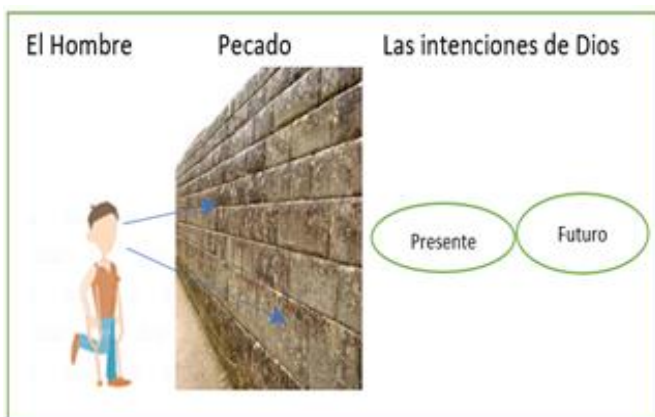 El Hombre
Pecado
Las intenciones de Dios
Presente
Futuro